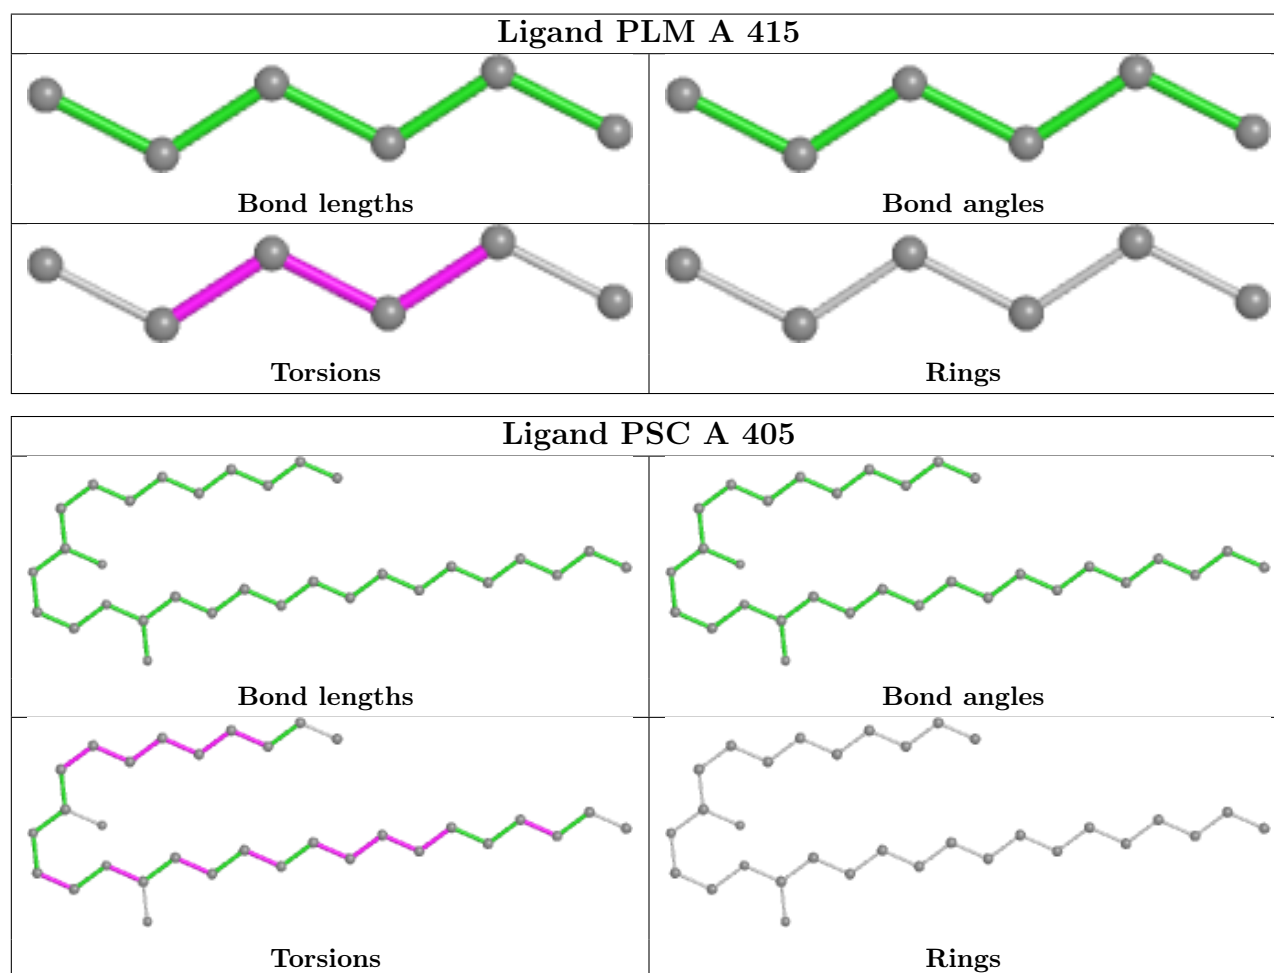 Ligand PLM A 415
Bond lengths
Bond angles
Torsions
Rings
Ligand PSC A 405
Bond lengths
Bond angles
Torsions
Rings